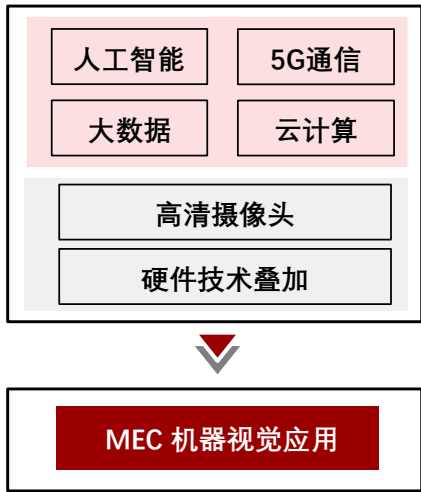 人工智能
5G通信
大数据
云计算
高清摄像头
硬件技术叠加
MEC 机器视觉应用